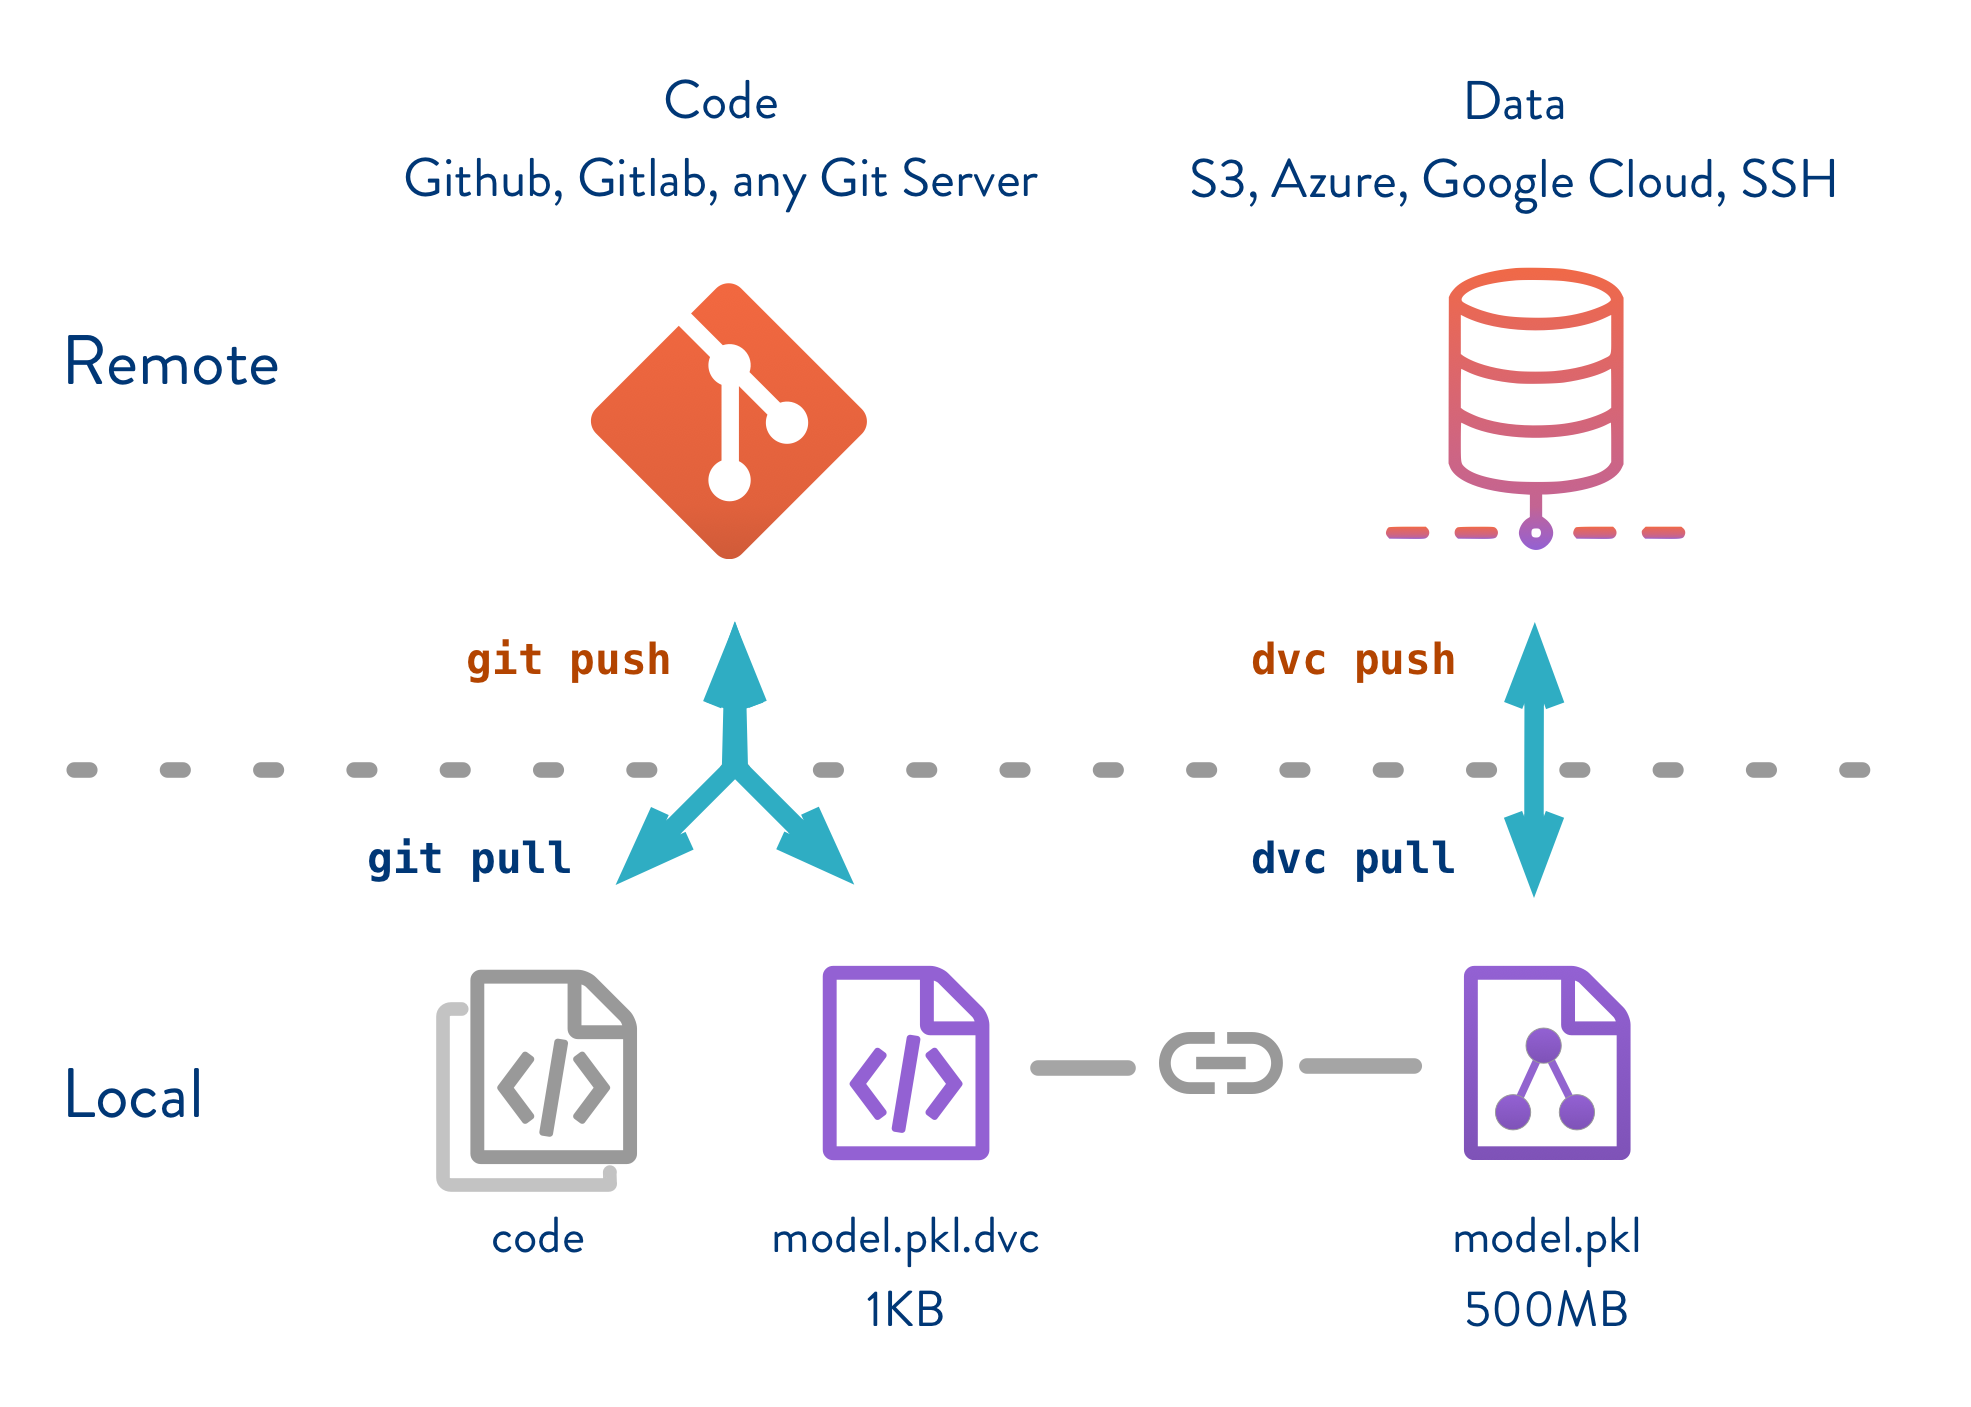 Code
Github, Gitlab, any Git Server
Data
S3, Azure, Google Cloud, SSH
Remote
git push
dvc push
git pull
dvc pull
Local
code
model.pkl.dvc
1KB
model.pkl
500MB